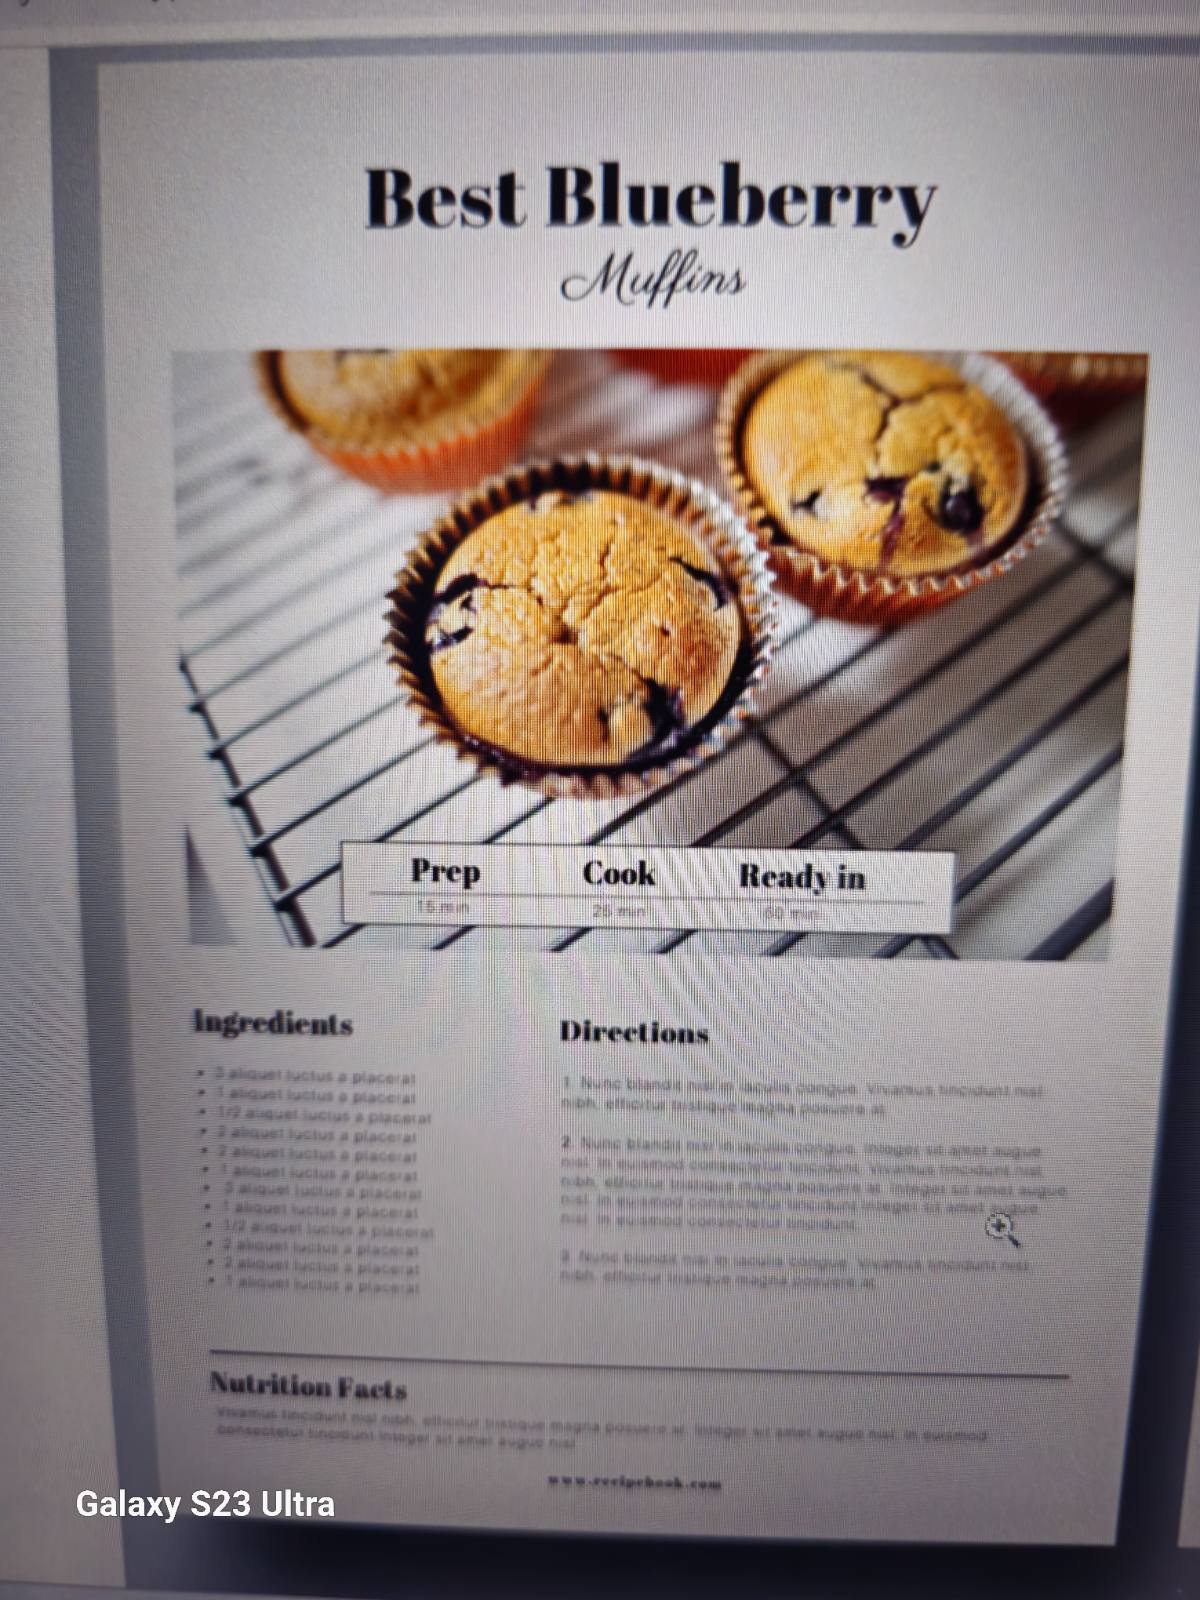 Best Blueberry
Muffins
Prep Cook Ready in
15 min 25 min 60 min
Ingredients
• 3 aliquet luctus a placerat
• 1 aliquet luctus a placerat
• 1/2 aliquet luctus a placerat
• 2 aliquet luctus a placerat
• 2 aliquet luctus a placerat
• 1 aliquet luctus a placerat
• 3 aliquet luctus a placerat
• 1 aliquet luctus a placerat
• 1/2 aliquet luctus a placerat
• 2 aliquet luctus a placerat
• 2 aliquet luctus a placerat
• 1 aliquet luctus a placerat
Directions
1. Nunc blandit nisi in iaculis congue. Vivamus tincidunt nisl
nibh, efficitur tristique magna posuere at.
2. Nunc blandit nisi in iaculis congue. Integer sit amet augue
nisl. In euismod consectetur tincidunt. Vivamus tincidunt nisl
nibh, efficitur tristique magna posuere at. Integer sit amet augue
nisl. In euismod consectetur tincidunt Integer sit amet augue
nisl. In euismod consectetur tincidunt.
3. Nunc blandit nisi in iaculis congue. Vivamus tincidunt nisl
nibh, efficitur tristique magna posuere at.
Nutrition Facts
Vivamus tincidunt nisl nibh, efficitur tristique magna posuere at. Integer sit amet augue nisl. In euismod
consectetur tincidunt Integer sit amet augue nisl
www.recipebook.com
Galaxy S23 Ultra